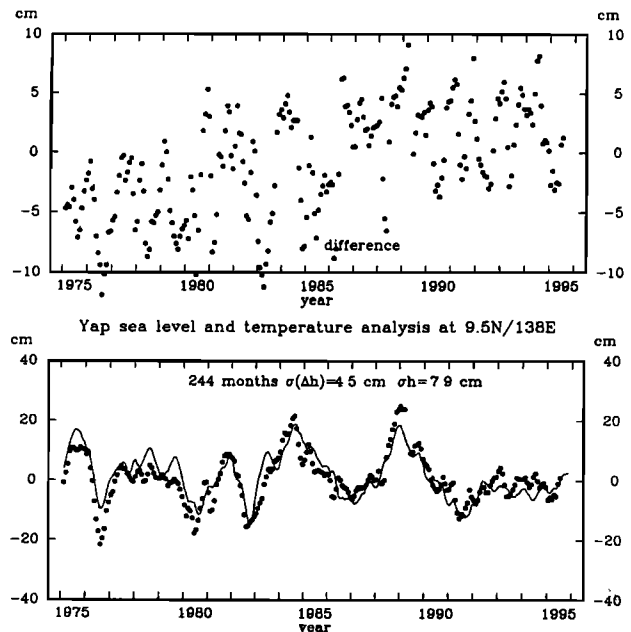 cm cm
10 10
5 5
0 0
-5 -5
difference
-10 -10
1975 1980 1985 1990 1995
year
Yap sea level and temperature analysis at 9.5N/138E
cm cm
40 40
244 months σ(Δh)=4 5 cm σh=7 9 cm
20 20
0 0
-20 -20
-40 -40
1975 1980 1985 1990 1995
year